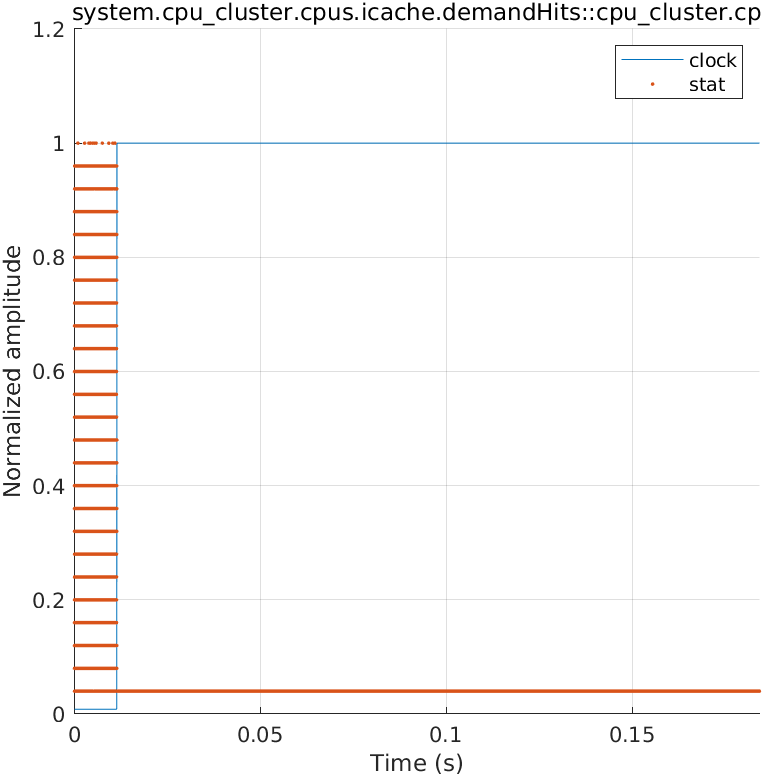 system.cpu_cluster.cpus.icache.demandHits::cpu_cluster.cp
clock
stat
1.2
1
0.8
0.6
0.4
0.2
0
Normalized amplitude
0
0.05
0.1
0.15
Time (s)